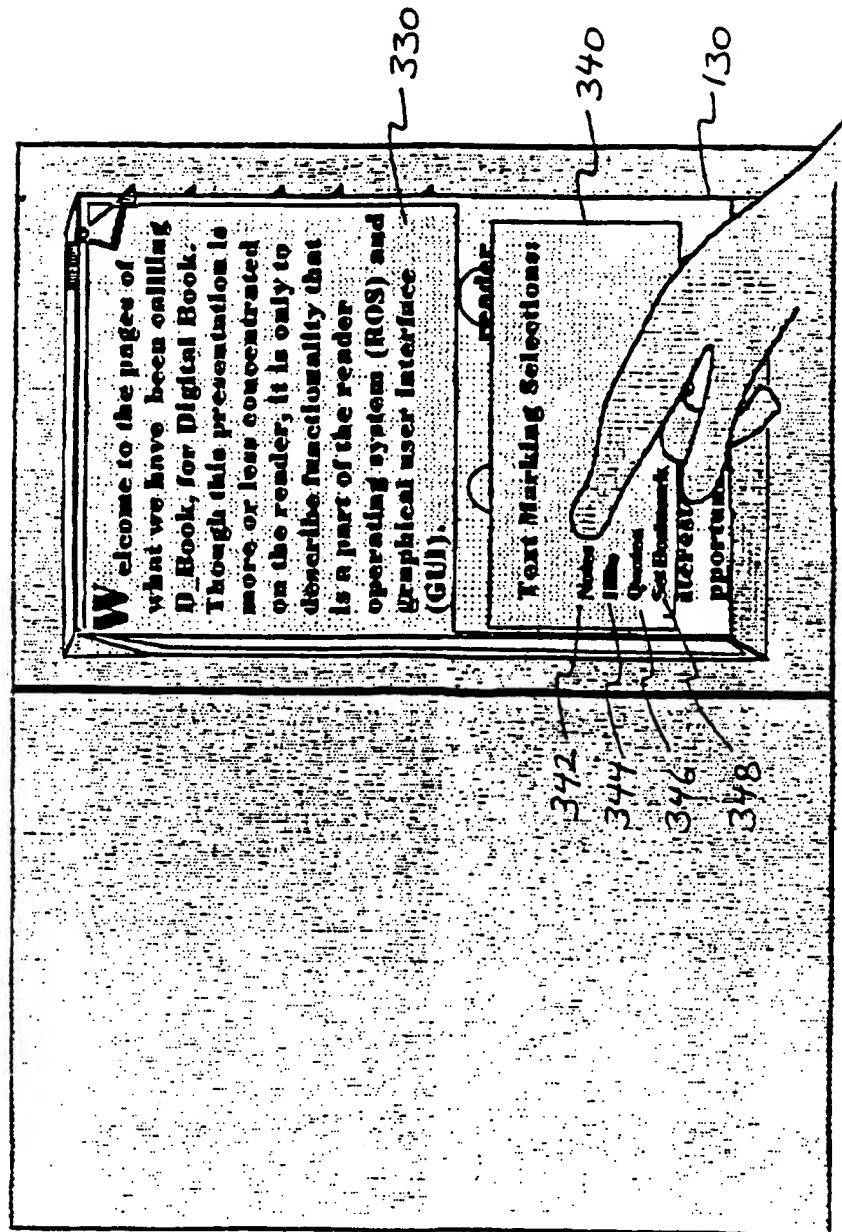 Welcome to the pages of
what we have been calling
D_Book, for Digital Book.
Though this presentation is
more or less concentrated
on the reader, it is only to
describe functionality that
is a part of the reader
operating system (ROS) and
graphical user interface
(GUI).
reader
Text Marking Selections:
Notes
Quotes
Set Bookmark
pportun
330
340
130
342
344
346
348